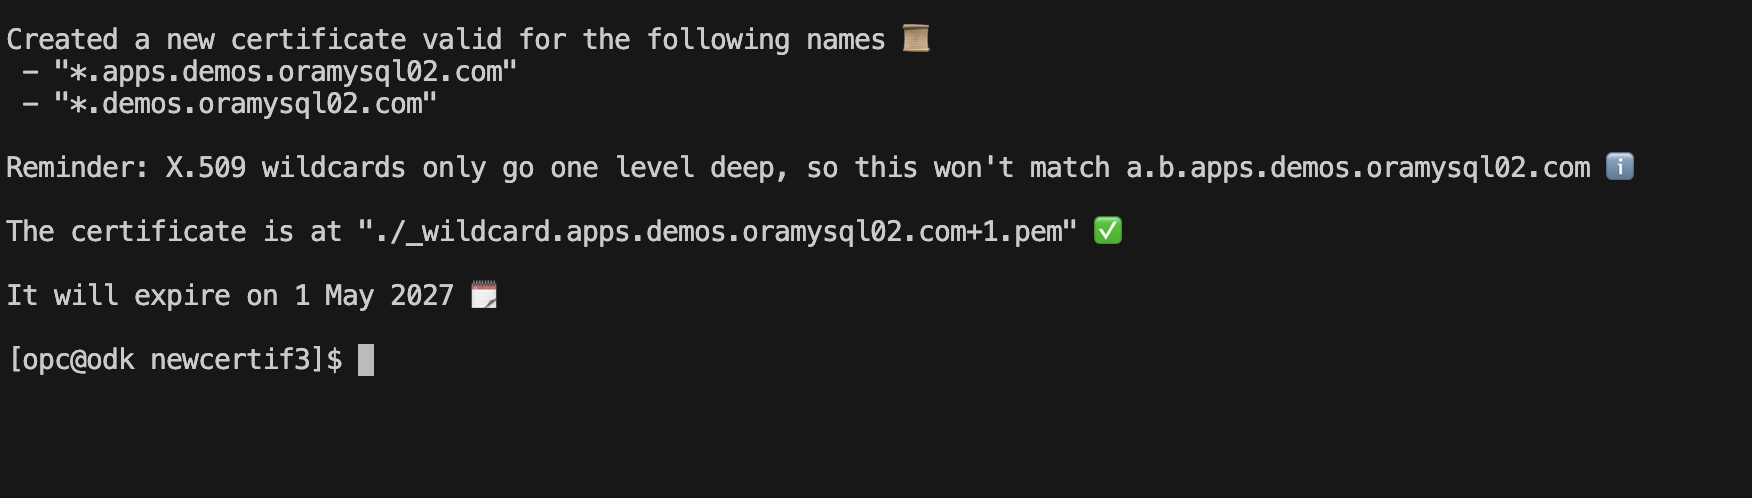 Created a new certificate valid for the following names 📜
 - "*.apps.demos.oramysql02.com"
 - "*.demos.oramysql02.com"
Reminder: X.509 wildcards only go one level deep, so this won't match a.b.apps.demos.oramysql02.com ℹ️
The certificate is at "./_wildcard.apps.demos.oramysql02.com+1.pem" ✅
It will expire on 1 May 2027 🗓
[opc@odk newcertif3]$